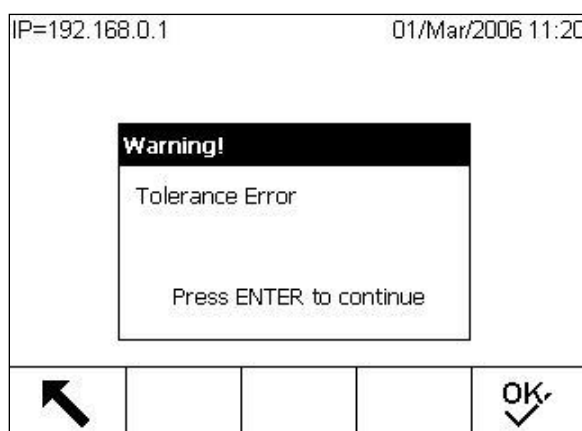 IP=192.168.0.1 01/Mar/2006 11:20
Warning!
Tolerance Error
Press ENTER to continue
OK